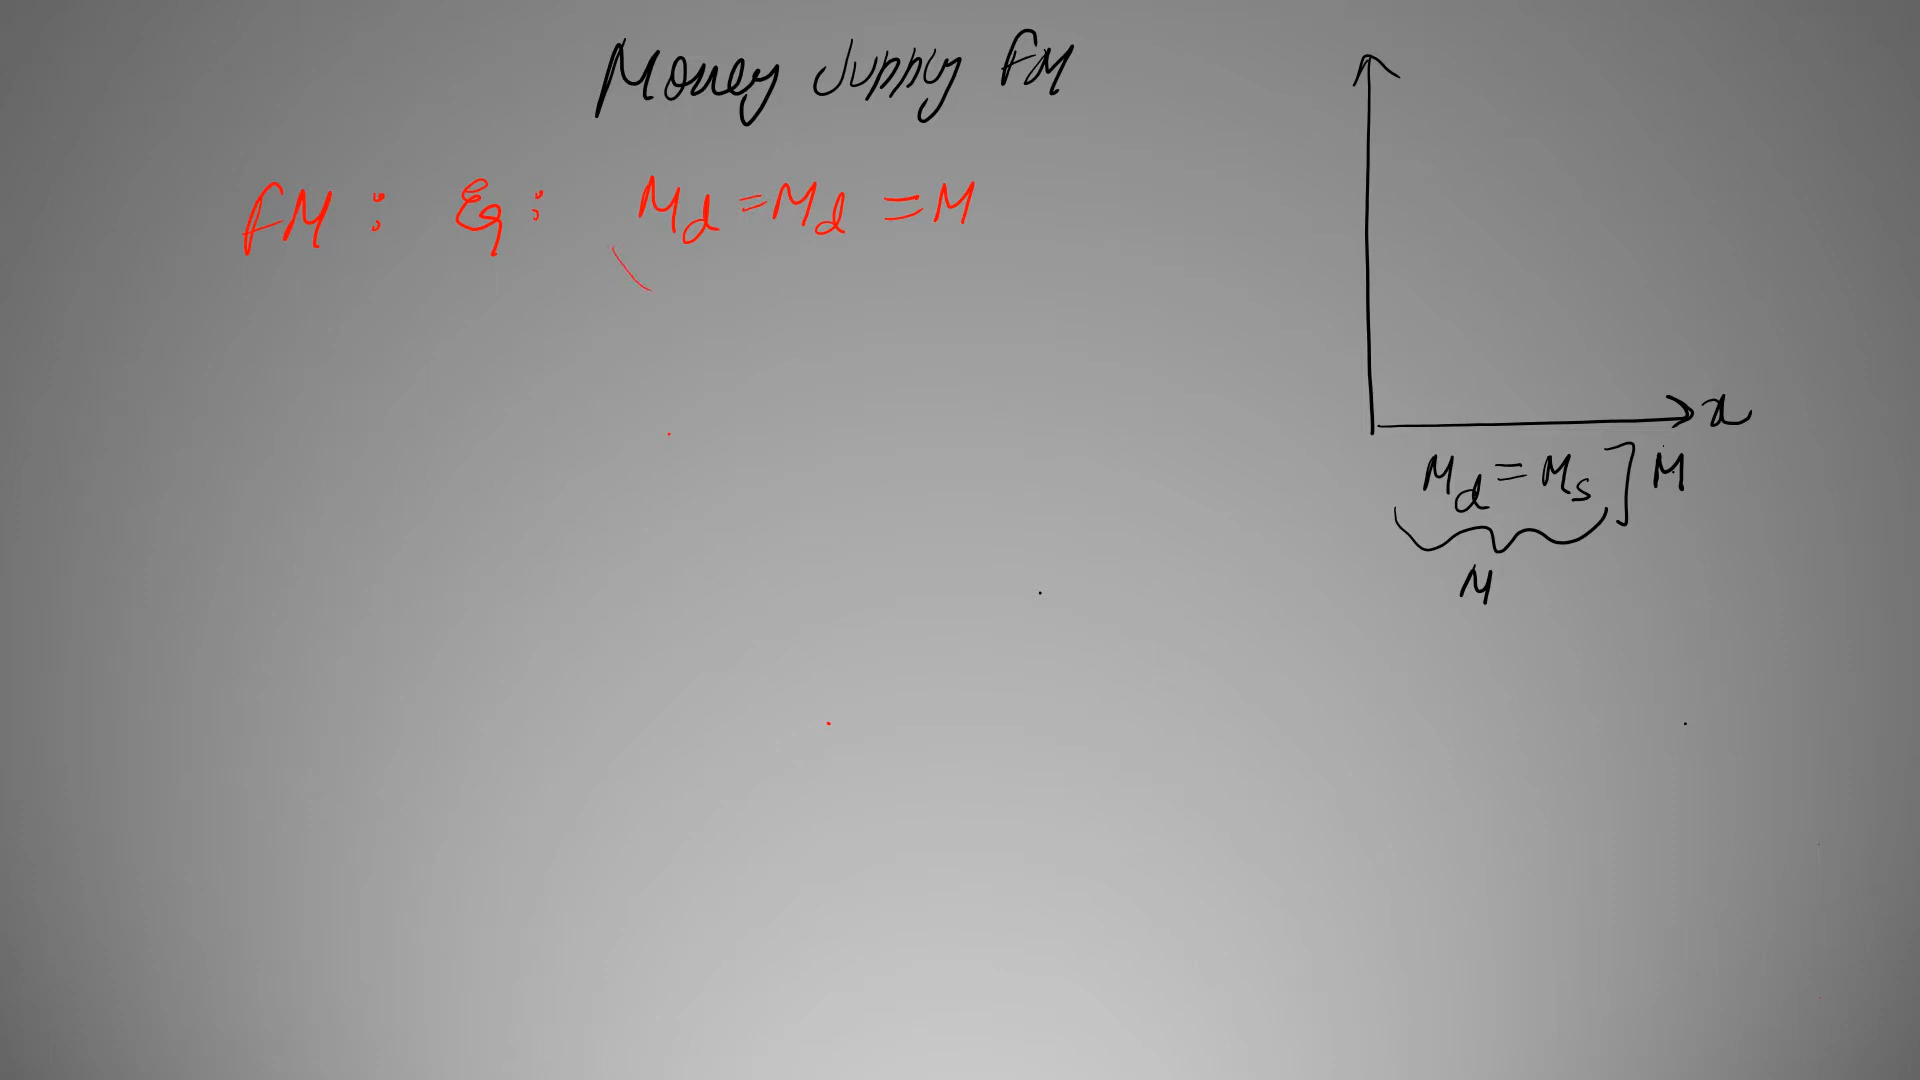 Money Supply FM
FM : Eq : Md = Md = M
x
Md = Ms ] M
M